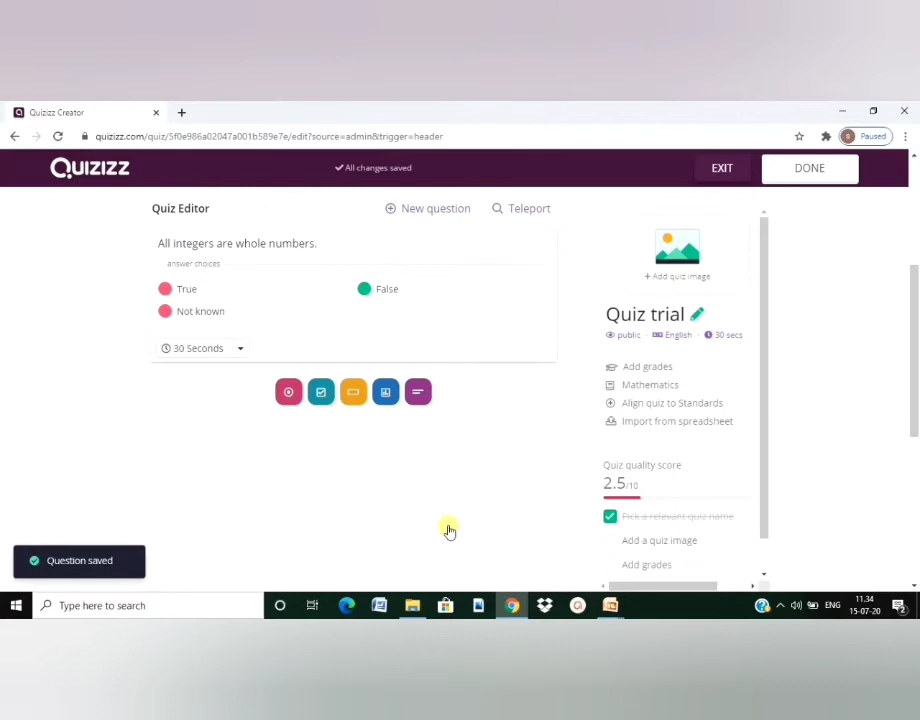 Quizizz Creator
quizizz.com/quiz/5f0e986a02047a001b589e7e/edit?source=admin&trigger=header
S
Paused
QUIZIZZ
All changes saved
EXIT
DONE
Quiz Editor
New question
Teleport
All integers are whole numbers.
answer choices
True
False
Not known
30 Seconds
+ Add quiz image
Quiz trial
public
English
30 secs
Add grades
Mathematics
Align quiz to Standards
Import from spreadsheet
Quiz quality score
2.5/10
Pick a relevant quiz name
Add a quiz image
Add grades
Question saved
Type here to search
ENG
11.34
15-07-20
2